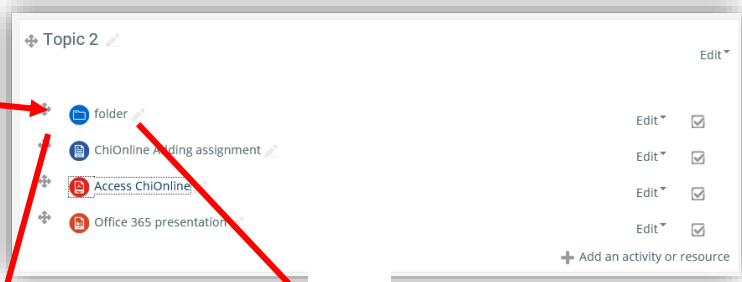 Topic 2
Edit
folder
Edit
ChiOnline Adding assignment
Edit
Access ChiOnline
Edit
Office 365 presentation
Edit
Add an activity or resource